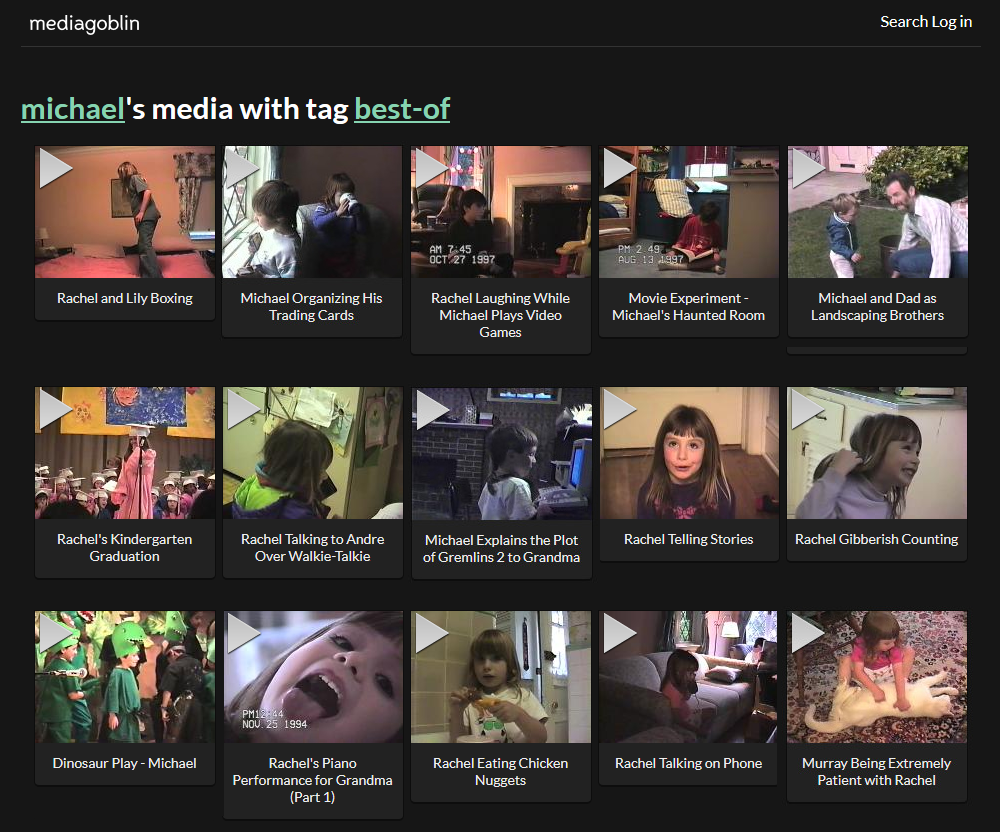 mediagoblin
Search Log in
michael's media with tag best-of
AM 7:45
OCT.27 1997
PM 2:49
AUG.13 1997
Rachel and Lily Boxing
Michael Organizing His
Trading Cards
Rachel Laughing While
Michael Plays Video
Games
Movie Experiment -
Michael's Haunted Room
Michael and Dad as
Landscaping Brothers
Rachel's Kindergarten
Graduation
Rachel Talking to Andre
Over Walkie-Talkie
Michael Explains the Plot
of Gremlins 2 to Grandma
Rachel Telling Stories
Rachel Gibberish Counting
PM12:44
NOV.25 1994
Dinosaur Play - Michael
Rachel's Piano
Performance for Grandma
(Part 1)
Rachel Eating Chicken
Nuggets
Rachel Talking on Phone
Murray Being Extremely
Patient with Rachel